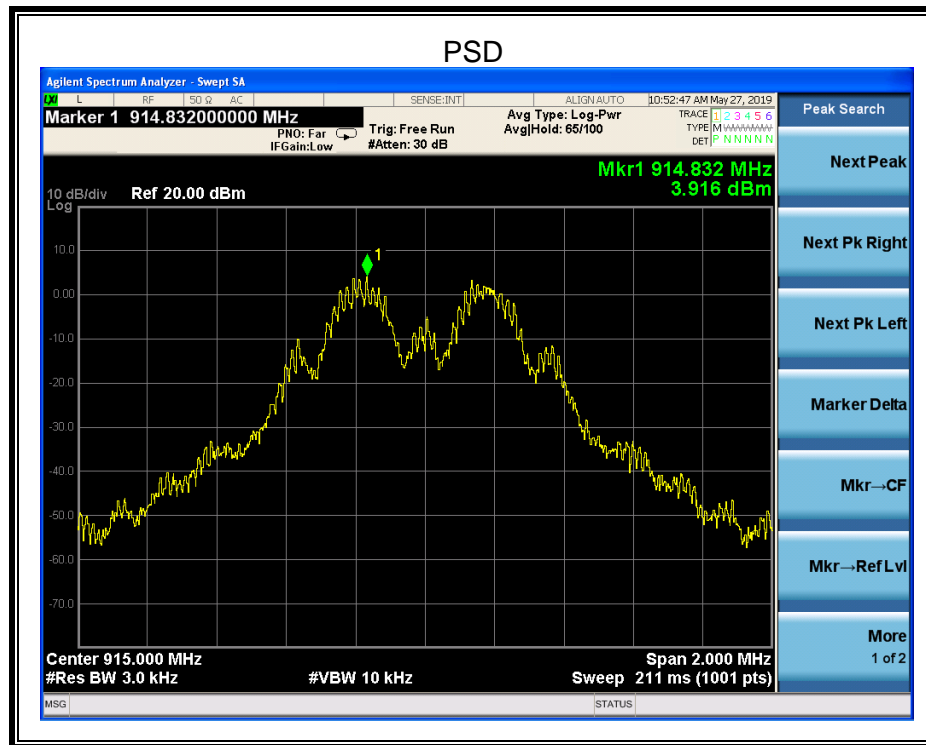 PSD
Agilent Spectrum Analyzer - Swept SA
LXI L RF 50 Ω AC SENSE:INT ALIGNAUTO 10:52:47 AM May 27, 2019
Marker 1 914.832000000 MHz
PNO: Far
IFGain:Low
Trig: Free Run
#Atten: 30 dB
Avg Type: Log-Pwr
Avg|Hold: 65/100
TRACE 1 2 3 4 5 6
TYPE M WWWWW
DET P N N N N N
Mkr1 914.832 MHz
3.916 dBm
10 dB/div Ref 20.00 dBm
Log
10.0
0.00
-10.0
-20.0
-30.0
-40.0
-50.0
-60.0
-70.0
1
Center 915.000 MHz Span 2.000 MHz
#Res BW 3.0 kHz #VBW 10 kHz Sweep 211 ms (1001 pts)
MSG STATUS
Peak Search
Next Peak
Next Pk Right
Next Pk Left
Marker Delta
Mkr→CF
Mkr→Ref Lvl
More
1 of 2